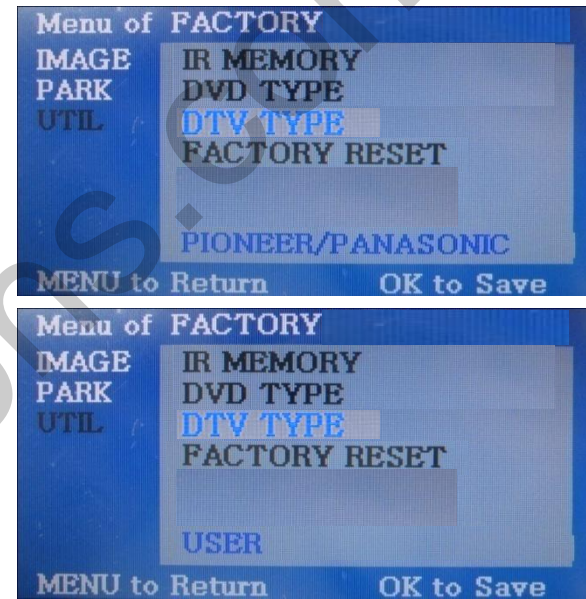 Menu of FACTORY
IMAGE IR MEMORY
PARK DVD TYPE
UTIL DTV TYPE
FACTORY RESET
PIONEER/PANASONIC
MENU to Return OK to Save
Menu of FACTORY
IMAGE IR MEMORY
PARK DVD TYPE
UTIL DTV TYPE
FACTORY RESET
USER
MENU to Return OK to Save